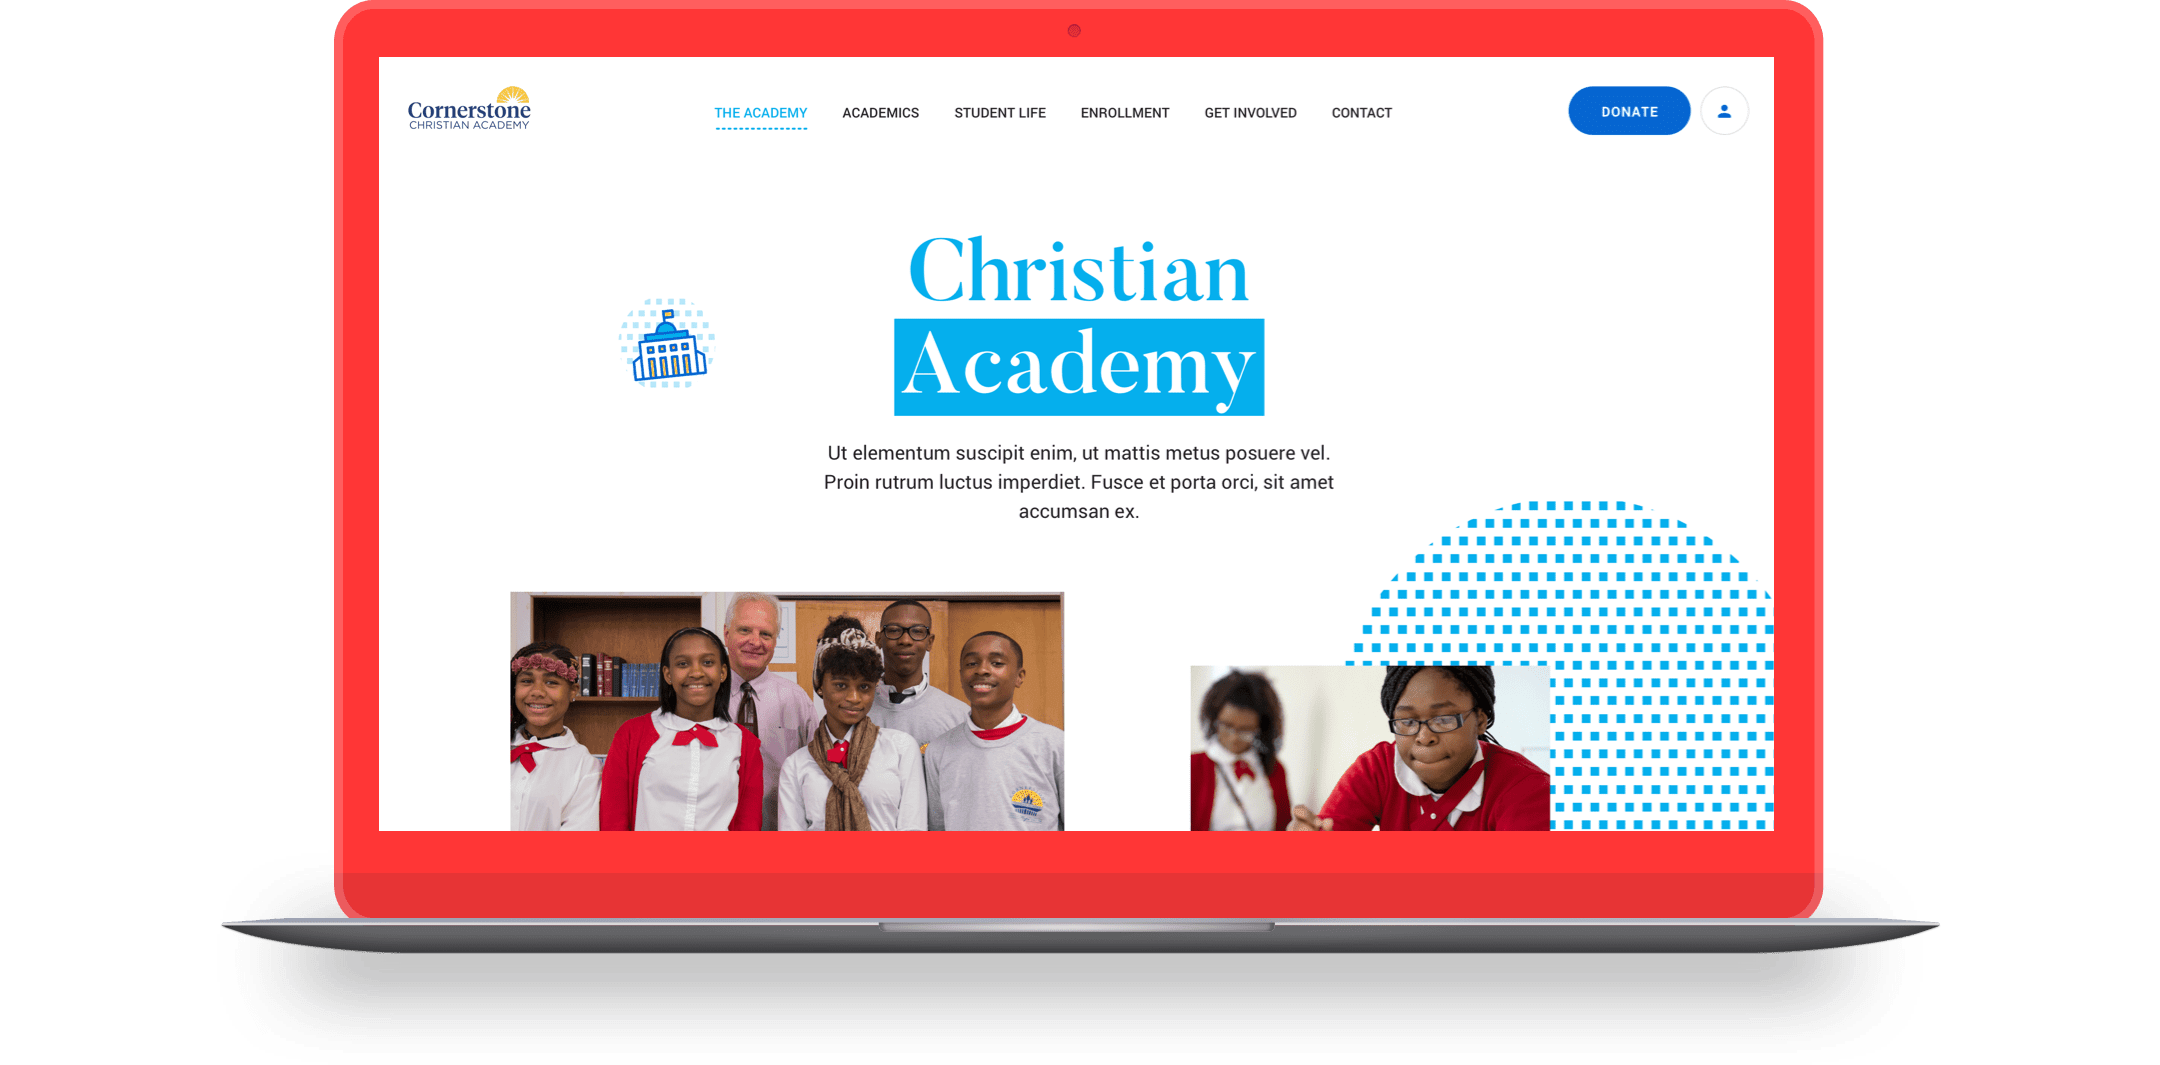 Cornerstone
CHRISTIAN ACADEMY
THE ACADEMY
ACADEMICS
STUDENT LIFE
ENROLLMENT
GET INVOLVED
CONTACT
DONATE
Christian
Academy
Ut elementum suscipit enim, ut mattis metus posuere vel.
Proin rutrum luctus imperdiet. Fusce et porta orci, sit amet
accumsan ex.